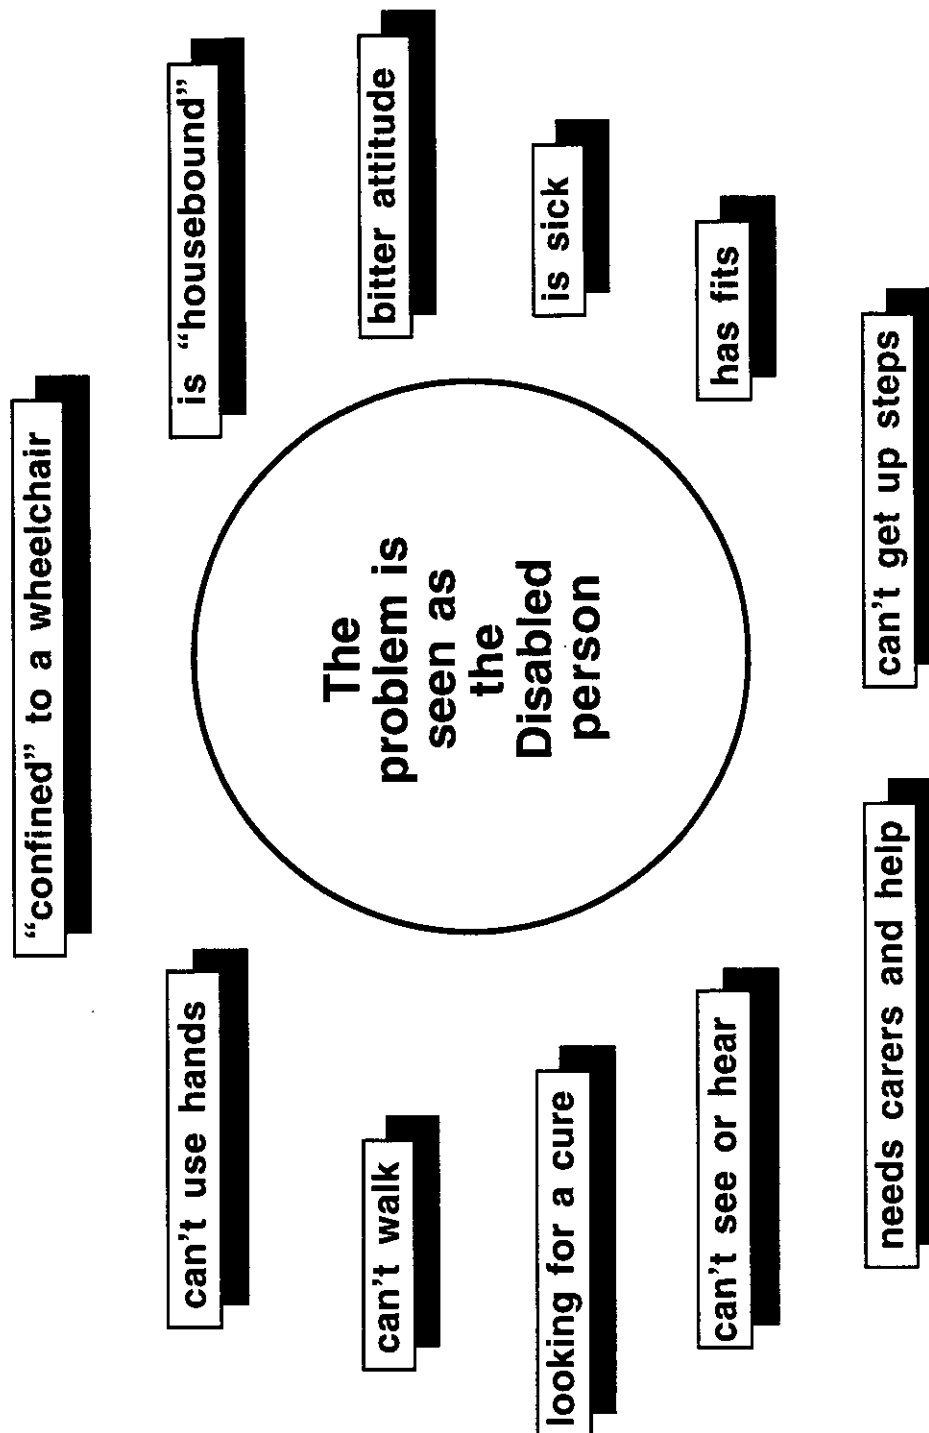 "confined" to a wheelchair
can't use hands
is "housebound"
can't walk
bitter attitude
The
problem is
seen as
the
Disabled
person
looking for a cure
is sick
can't see or hear
has fits
needs carers and help
can't get up steps